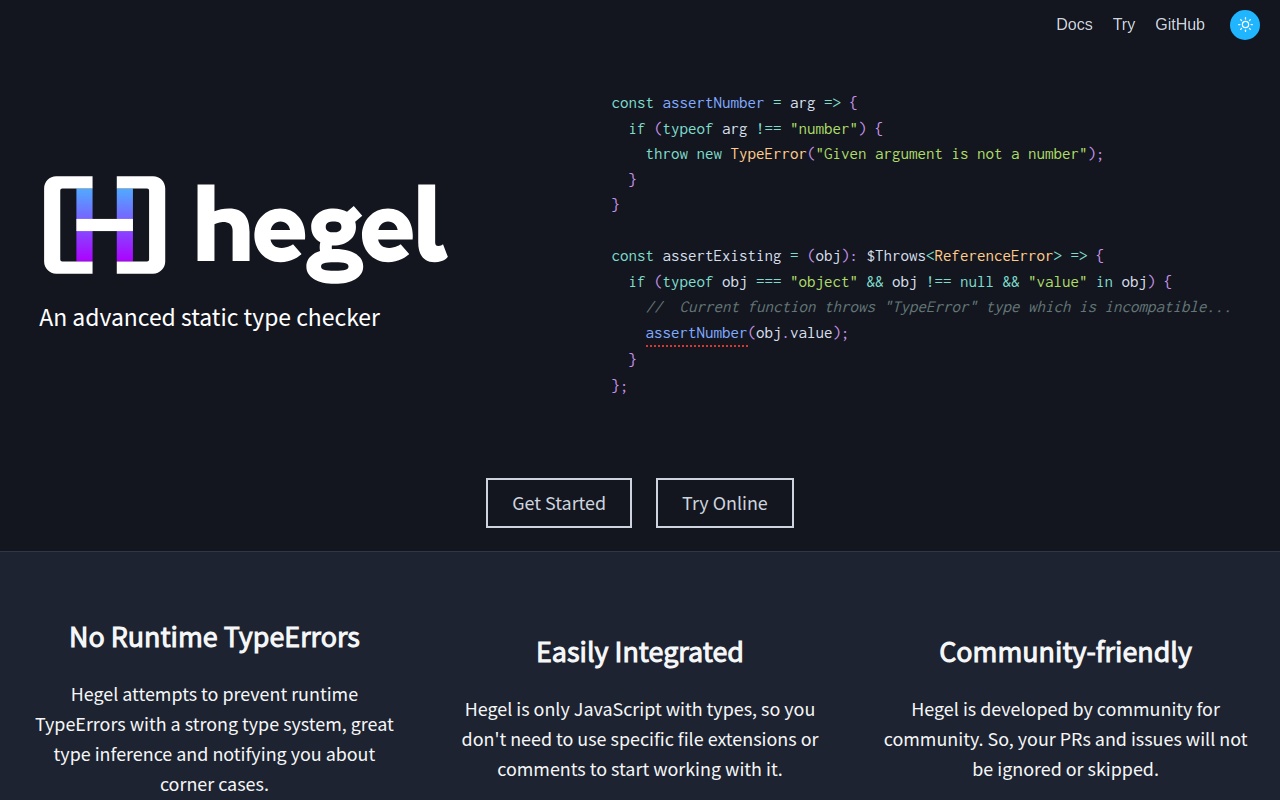 Docs Try GitHub
const assertNumber = arg => {
  if (typeof arg !== "number") {
    throw new TypeError("Given argument is not a number");
  }
}
const assertExisting = (obj): $Throws<ReferenceError> => {
  if (typeof obj === "object" && obj !== null && "value" in obj) {
    //  Current function throws "TypeError" type which is incompatible...
    assertNumber(obj.value);
  }
};
hegel
An advanced static type checker
Get Started
Try Online
No Runtime TypeErrors
Hegel attempts to prevent runtime
TypeErrors with a strong type system, great
type inference and notifying you about
corner cases.
Easily Integrated
Hegel is only JavaScript with types, so you
don't need to use specific file extensions or
comments to start working with it.
Community-friendly
Hegel is developed by community for
community. So, your PRs and issues will not
be ignored or skipped.